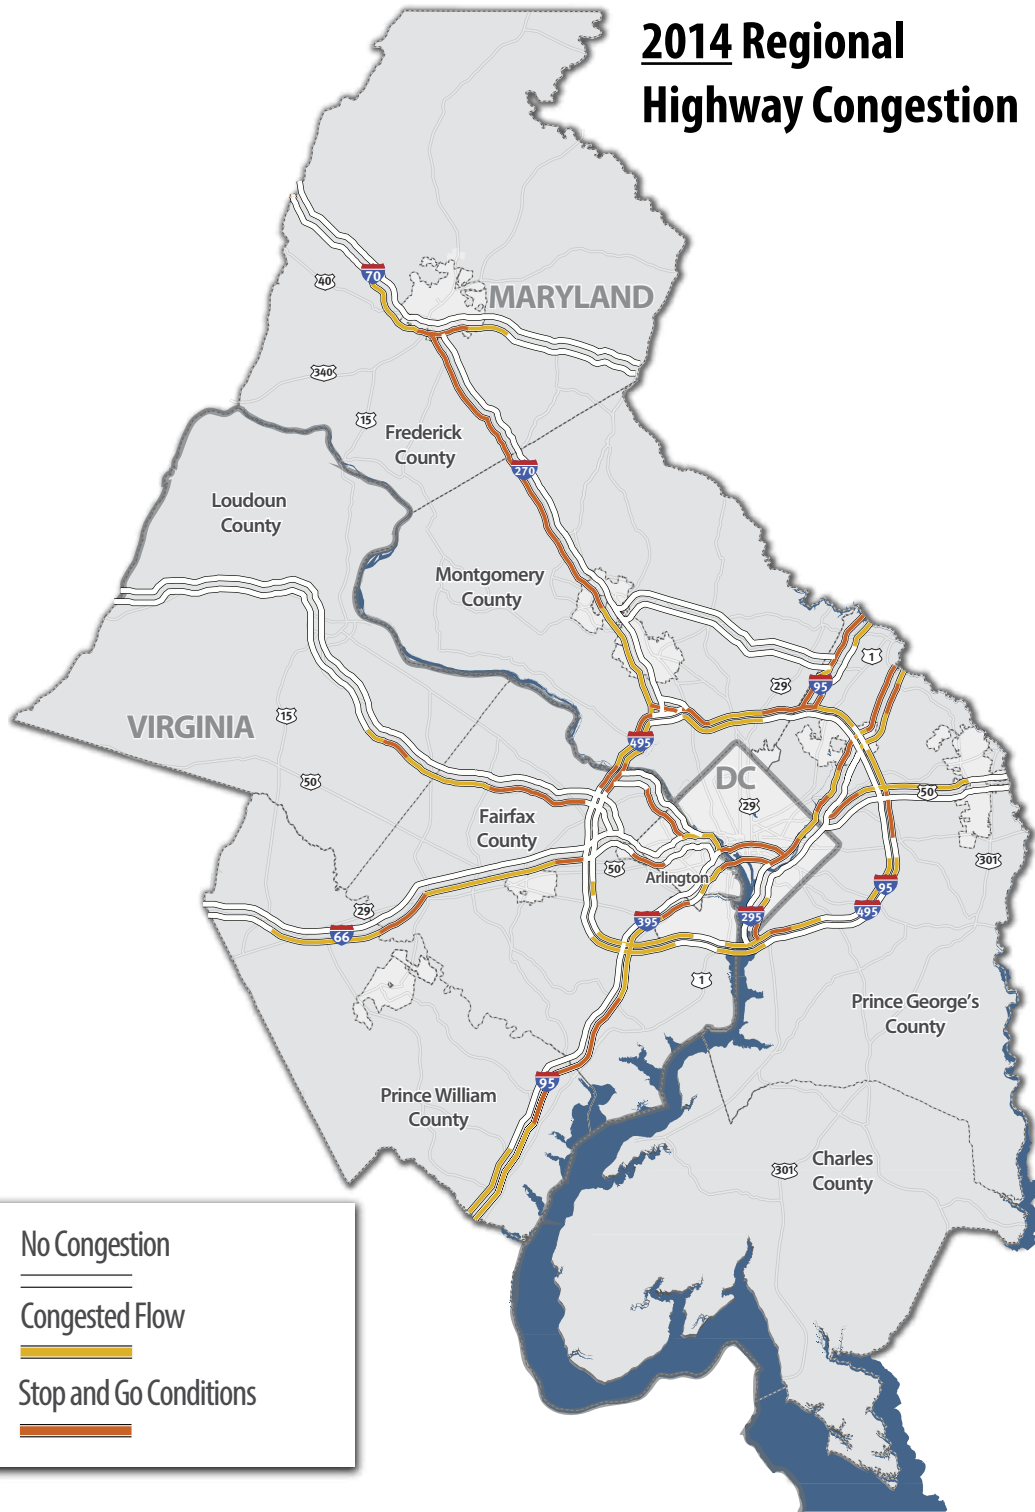 2014 Regional
Highway Congestion
70
40
MARYLAND
340
15
Frederick
County
270
Loudoun
County
Montgomery
County
1
29
95
VIRGINIA
15
495
50
DC
29
50
Fairfax
County
301
50
Arlington
95
29
395
295
495
66
1
Prince George's
County
95
Prince William
County
301
Charles
County
No Congestion
Congested Flow
Stop and Go Conditions